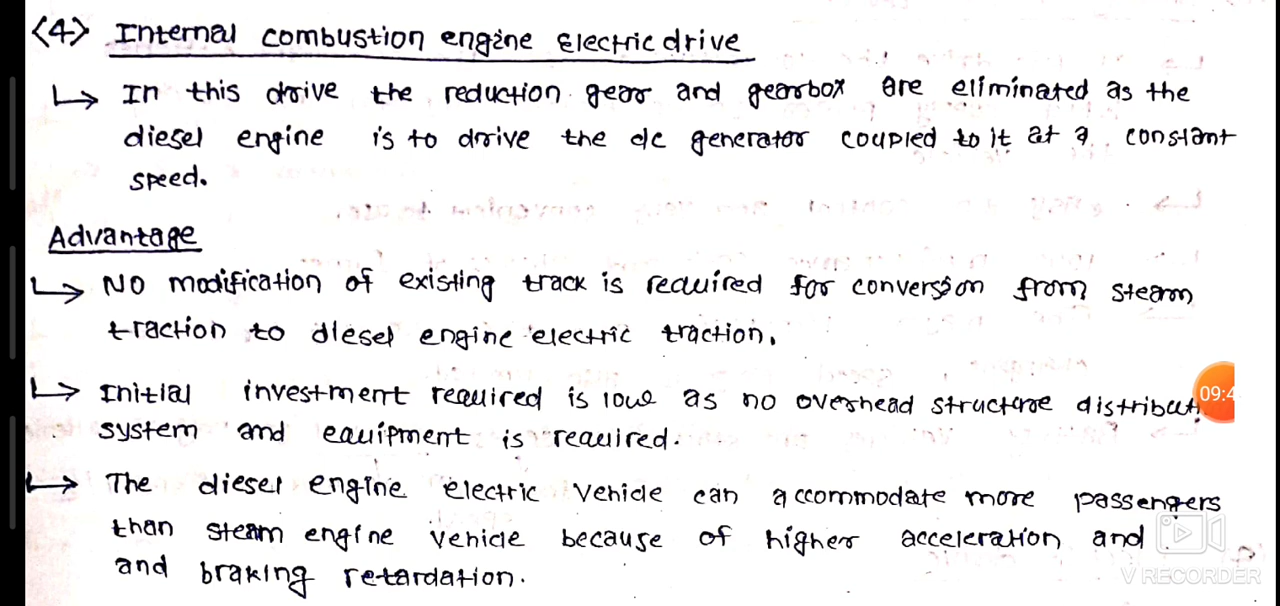 <4> Internal combustion engine Electric drive
↳ In this drive the reduction gear and gearbox are eliminated as the
diesel engine is to drive the dc generator coupled to it at a constant
speed.
Advantage
↳ No modification of existing track is required for conversion from steam
traction to diesel engine electric traction.
↳ Initial investment required is low as no overhead structure distributi
system and equipment is required.
↳ The diesel engine electric vehicle can accommodate more passengers
than steam engine vehicle because of higher acceleration and
and braking retardation.
09:4
V RECORDER